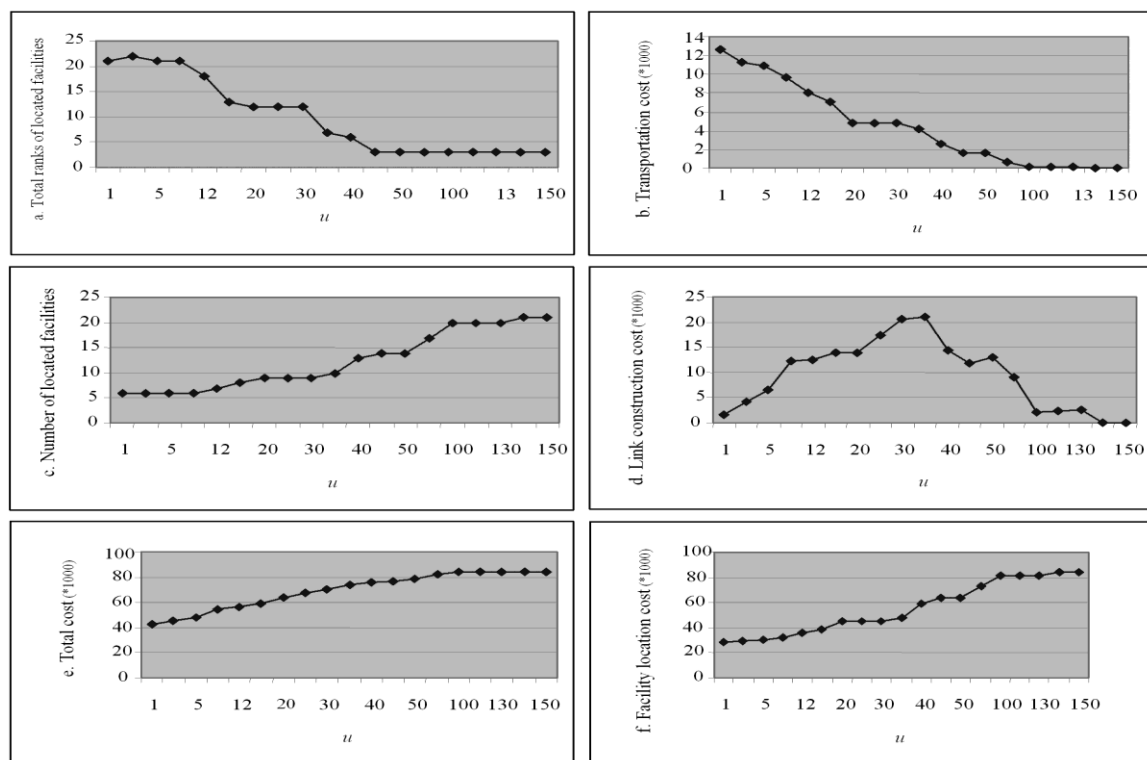 a. Total ranks of located facilities
25
20
15
10
5
0
1 5 12 20 30 40 50 100 13 150
u
b. Transportation cost (*1000)
14
12
10
8
6
4
2
0
1 5 12 20 30 40 50 100 13 150
u
c. Number of located facilities
25
20
15
10
5
0
1 5 12 20 30 40 50 100 130 150
u
d. Link construction cost (*1000)
25
20
15
10
5
0
1 5 12 20 30 40 50 100 130 150
u
e. Total cost (*1000)
100
80
60
40
20
0
1 5 12 20 30 40 50 100 130 150
u
f. Facility location cost (*1000)
100
80
60
40
20
0
1 5 12 20 30 40 50 100 130 150
u